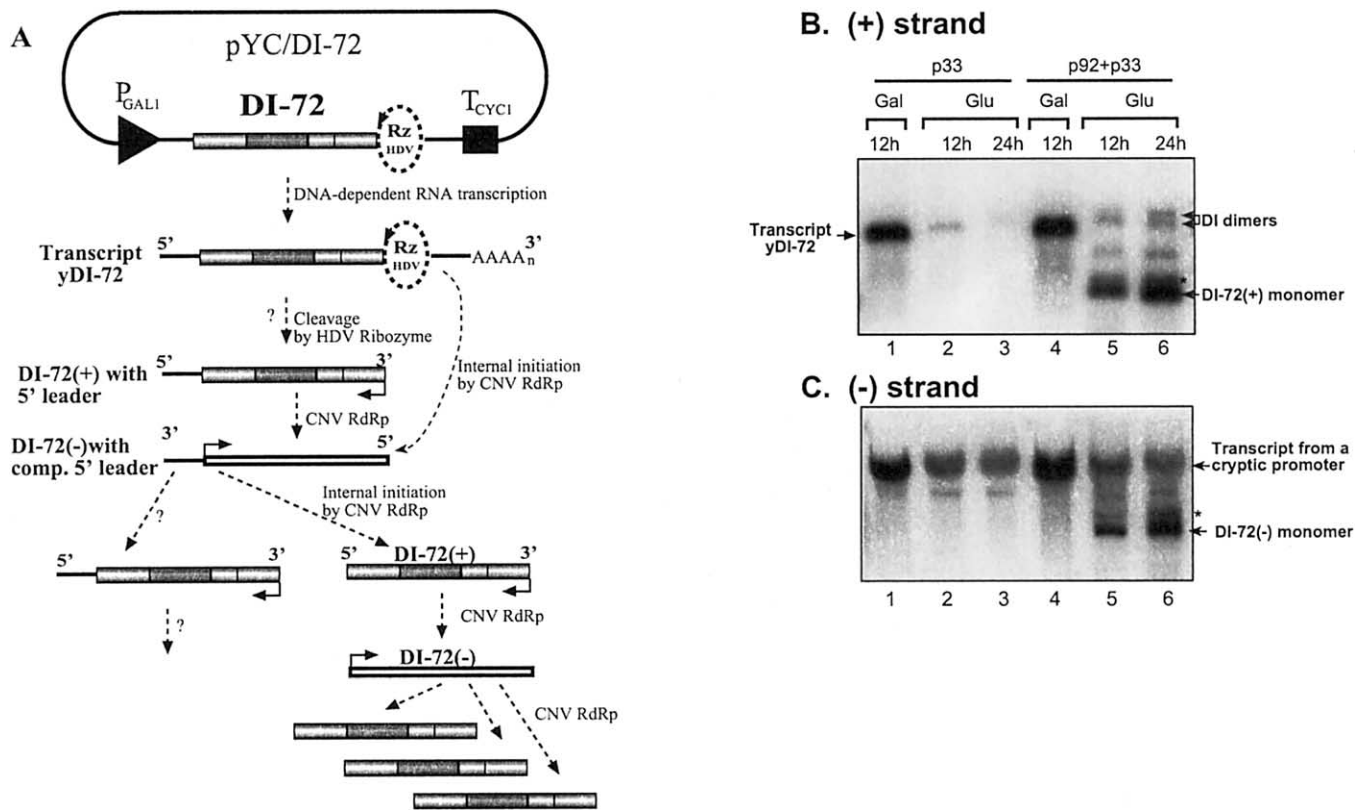 A
pYC/DI-72
PGAL1
DI-72
Rz
HDV
TCYC1
DNA-dependent RNA transcription
Transcript
yDI-72
5’
Rz
HDV
3’
AAAAn
?
Cleavage
by HDV Ribozyme
Internal initiation
by CNV RdRp
DI-72(+) with
5’ leader
5’
3’
CNV RdRp
DI-72(-)with
comp. 5’ leader
3’
5’
?
Internal initiation
by CNV RdRp
5’
3’
?
5’
DI-72(+)
3’
CNV RdRp
DI-72(-)
CNV RdRp
B. (+) strand
p33
p92+p33
Gal
Glu
Gal
Glu
12h
12h
24h
12h
12h
24h
Transcript
yDI-72
DI dimers
*
DI-72(+) monomer
1 2 3 4 5 6
C. (-) strand
Transcript from a
cryptic promoter
*
DI-72(-) monomer
1 2 3 4 5 6